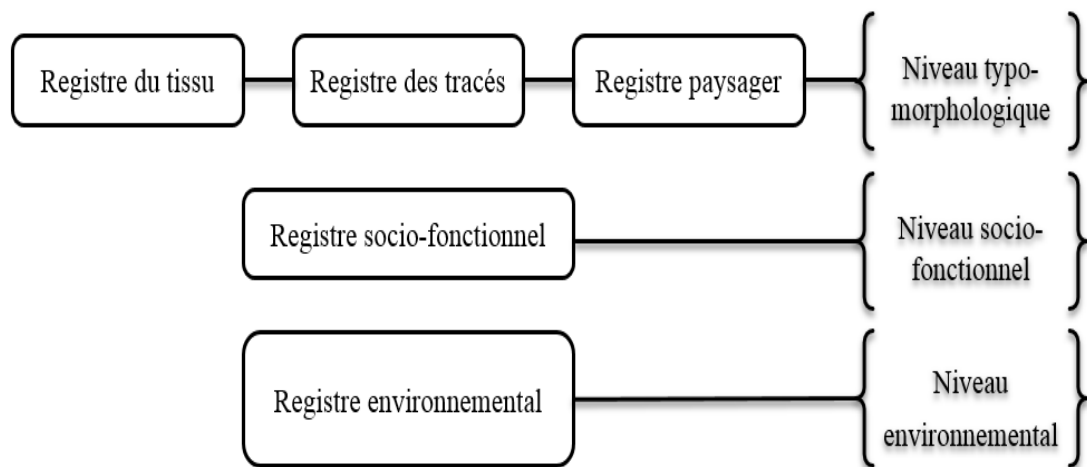 Registre du tissu
Registre des tracés
Registre paysager
Niveau typo-
morphologique
Registre socio-fonctionnel
Niveau socio-
fonctionnel
Registre environnemental
Niveau
environnemental